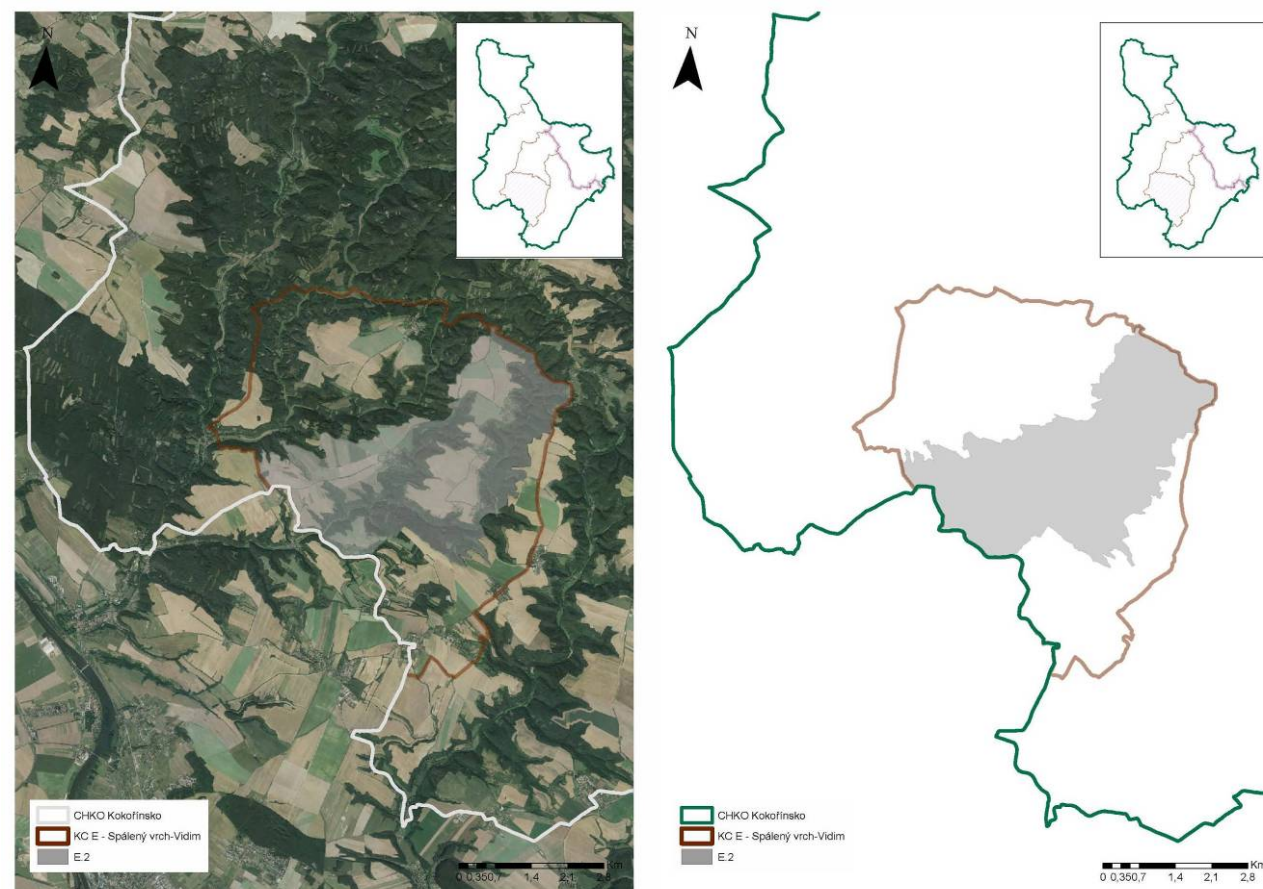 N
CHKO Kokořínsko
KC E - Spálený vrch-Vidim
E.2
Km
0 0,350,7 1,4 2,1 2,8
N
CHKO Kokořínsko
KC E - Spálený vrch-Vidim
E.2
Km
0 0,350,7 1,4 2,1 2,8